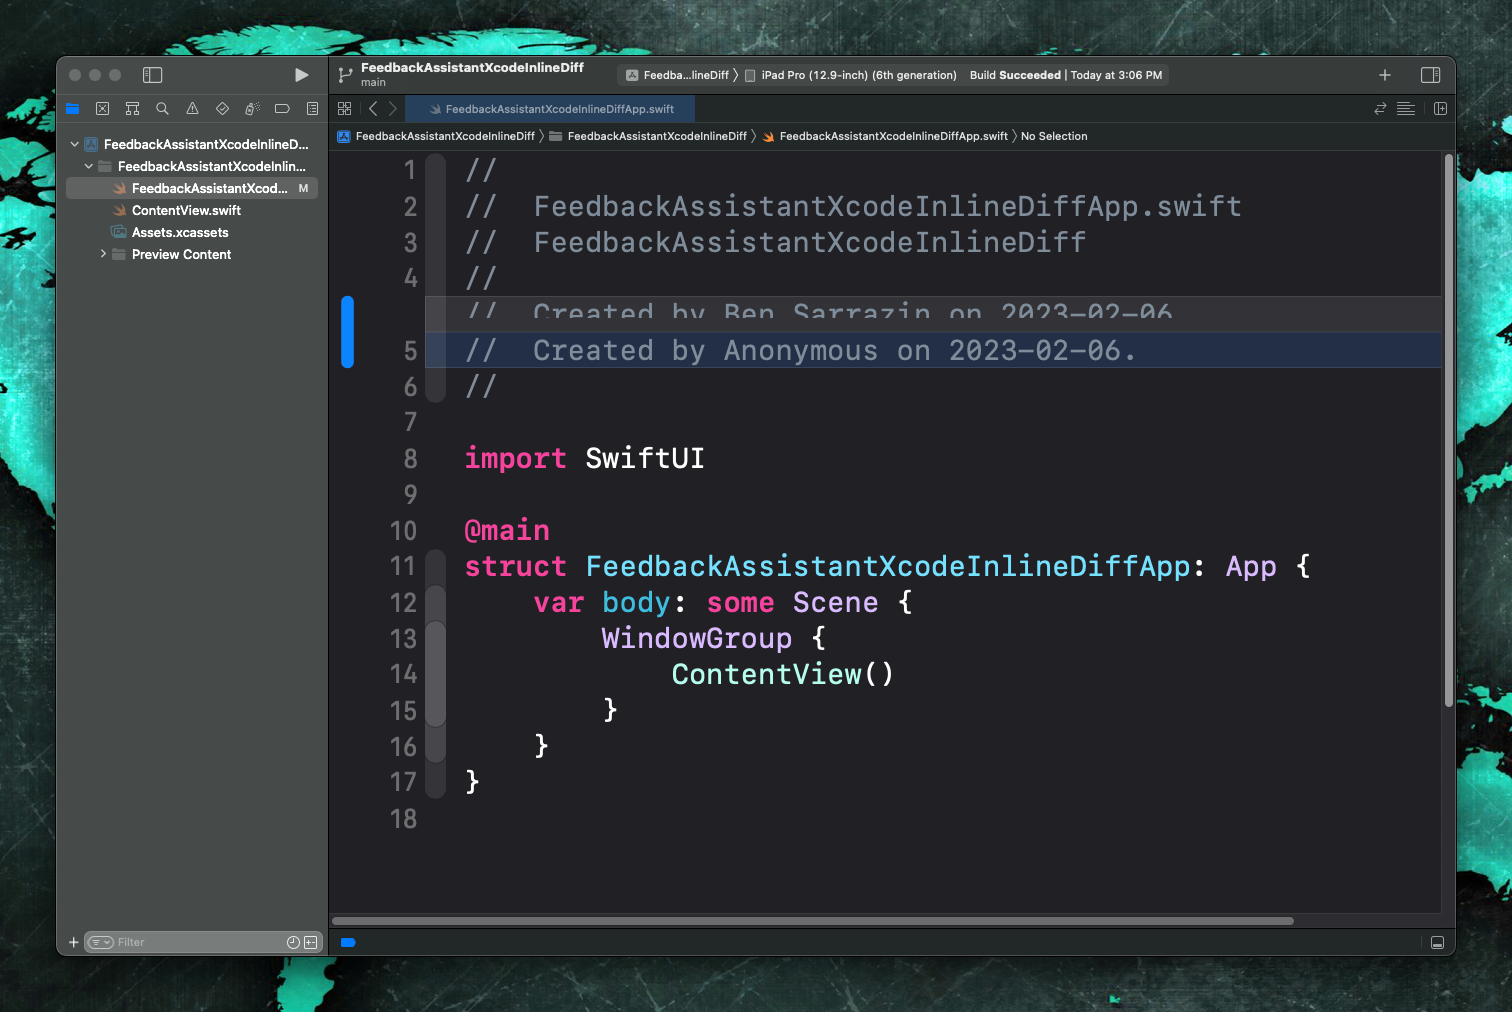 FeedbackAssistantXcodeInlineDiff
main
Feedba...lineDiff 〉 iPad Pro (12.9-inch) (6th generation) Build Succeeded | Today at 3:06 PM
FeedbackAssistantXcodeInlineDiffApp.swift
FeedbackAssistantXcodeInlineDiff 〉 FeedbackAssistantXcodeInlineDiff 〉 FeedbackAssistantXcodeInlineDiffApp.swift 〉 No Selection
FeedbackAssistantXcodeInlineD...
FeedbackAssistantXcodeInlin...
FeedbackAssistantXcod... M
ContentView.swift
Assets.xcassets
Preview Content
Filter
1 //
2 //  FeedbackAssistantXcodeInlineDiffApp.swift
3 //  FeedbackAssistantXcodeInlineDiff
4 //
//  Created by Ben Sarrazin on 2023-02-06
5 //  Created by Anonymous on 2023-02-06.
6 //
7
8 import SwiftUI
9
10 @main
11 struct FeedbackAssistantXcodeInlineDiffApp: App {
12     var body: some Scene {
13         WindowGroup {
14             ContentView()
15         }
16     }
17 }
18